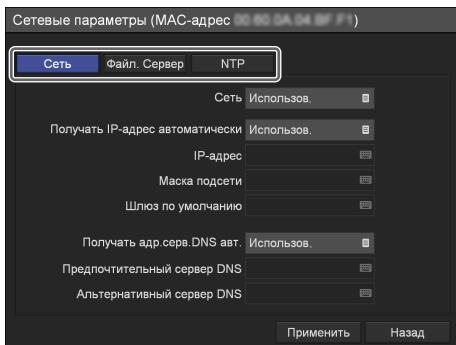 Сетевые параметры (MAC-адрес )
Сеть Файл. Сервер NTP
Сеть Использов.
Получать IP-адрес автоматически Использов.
IP-адрес
Маска подсети
Шлюз по умолчанию
Получать адр.серв.DNS авт. Использов.
Предпочтительный сервер DNS
Альтернативный сервер DNS
Применить Назад